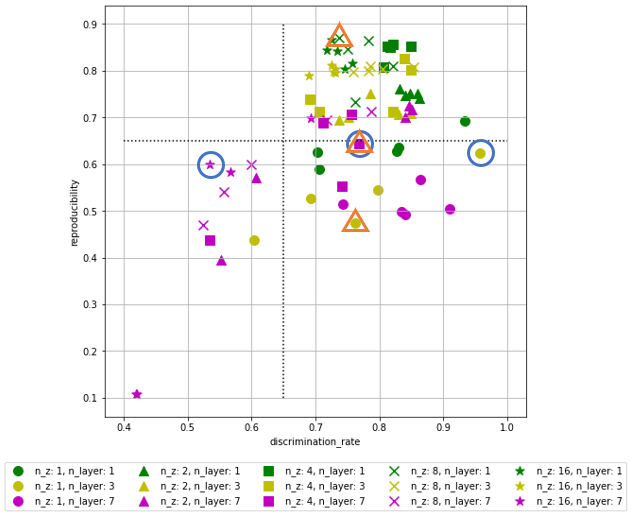 0.9
0.8
0.7
0.6
0.5
0.4
0.3
0.2
0.1
reproducibility
0.4 0.5 0.6 0.7 0.8 0.9 1.0
discrimination_rate
n_z: 1, n_layer: 1 n_z: 2, n_layer: 1 n_z: 4, n_layer: 1 n_z: 8, n_layer: 1 n_z: 16, n_layer: 1
n_z: 1, n_layer: 3 n_z: 2, n_layer: 3 n_z: 4, n_layer: 3 n_z: 8, n_layer: 3 n_z: 16, n_layer: 3
n_z: 1, n_layer: 7 n_z: 2, n_layer: 7 n_z: 4, n_layer: 7 n_z: 8, n_layer: 7 n_z: 16, n_layer: 7